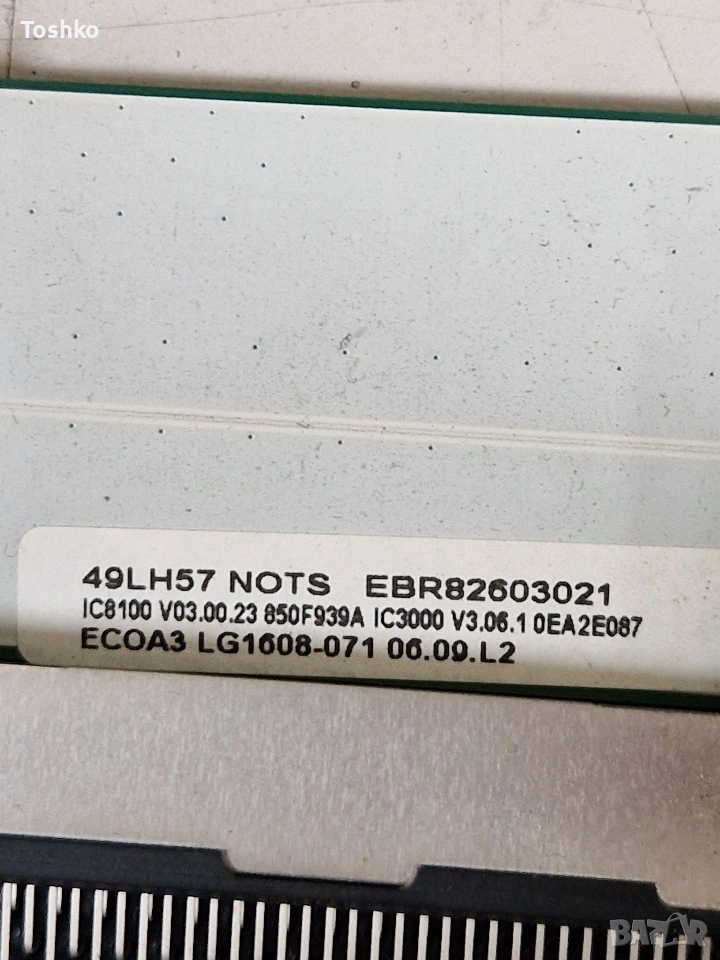 Toshko
49LH57 NOTS EBR82603021
IC8100 V03.00.23 850F939A IC3000 V3.06.1 0EA2E087
ECOA3 LG1608-071 06.09.L2
BAZAR